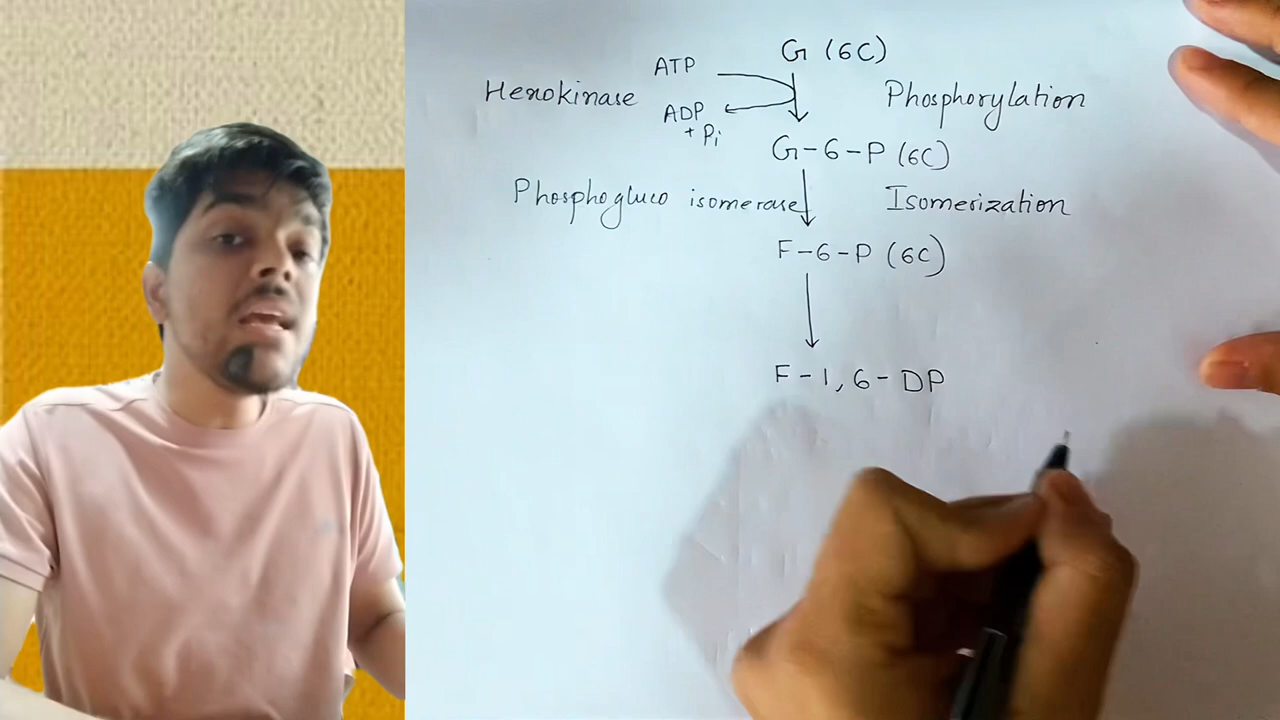 G (6C)
ATP
Hexokinase
ADP
+ Pi
Phosphorylation
G-6-P (6C)
Phosphogluco isomerase
Isomerization
F-6-P (6C)
F-1,6-DP